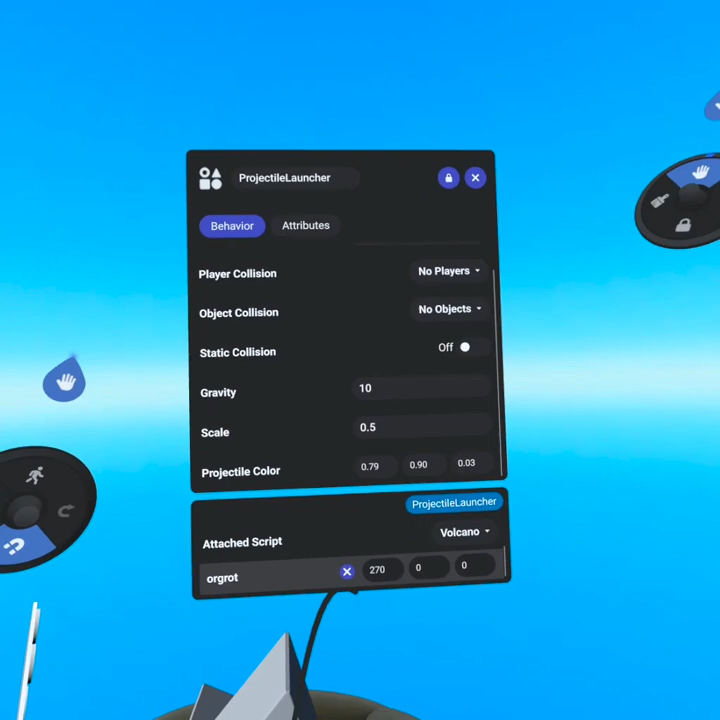 ProjectileLauncher
Behavior Attributes
Player Collision No Players
Object Collision No Objects
Static Collision Off
Gravity 10
Scale 0.5
Projectile Color 0.79 0.90 0.03
ProjectileLauncher
Attached Script Volcano
orgrot 270 0 0